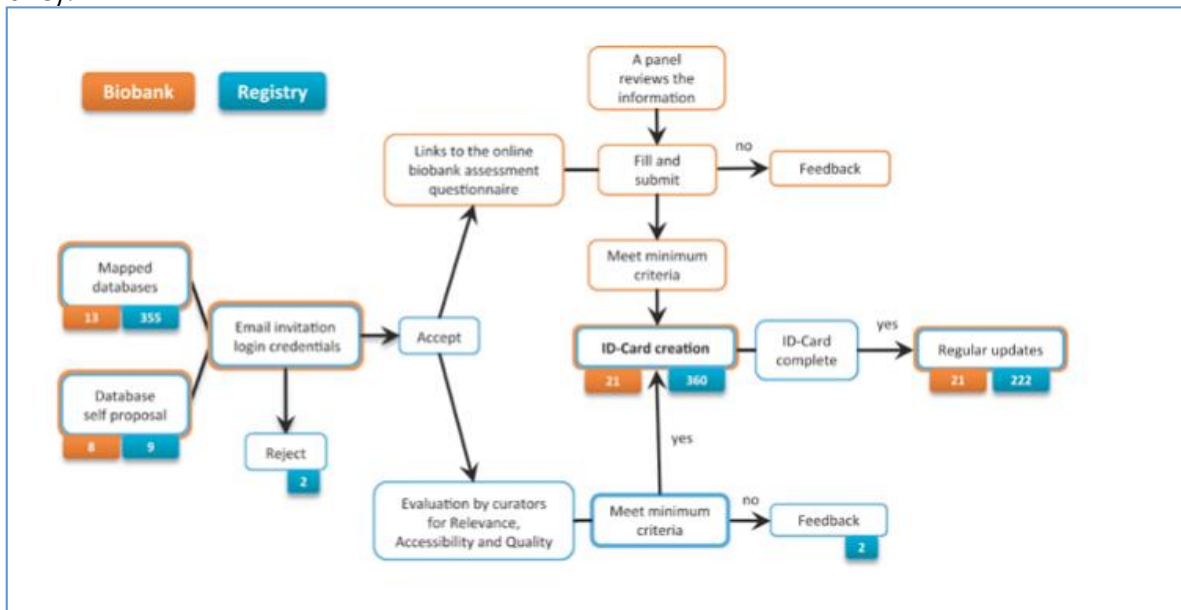 Biobank
Registry
A panel
reviews the
information
Links to the online
biobank assessment
questionnaire
Fill and
submit
no
Feedback
Mapped
databases
13
355
Email invitation
login credentials
Accept
Meet minimum
criteria
ID-Card creation
21
360
ID-Card
complete
yes
Regular updates
21
222
Database
self proposal
8
9
Reject
2
yes
Evaluation by curators
for Relevance,
Accessibility and Quality
Meet minimum
criteria
no
Feedback
2